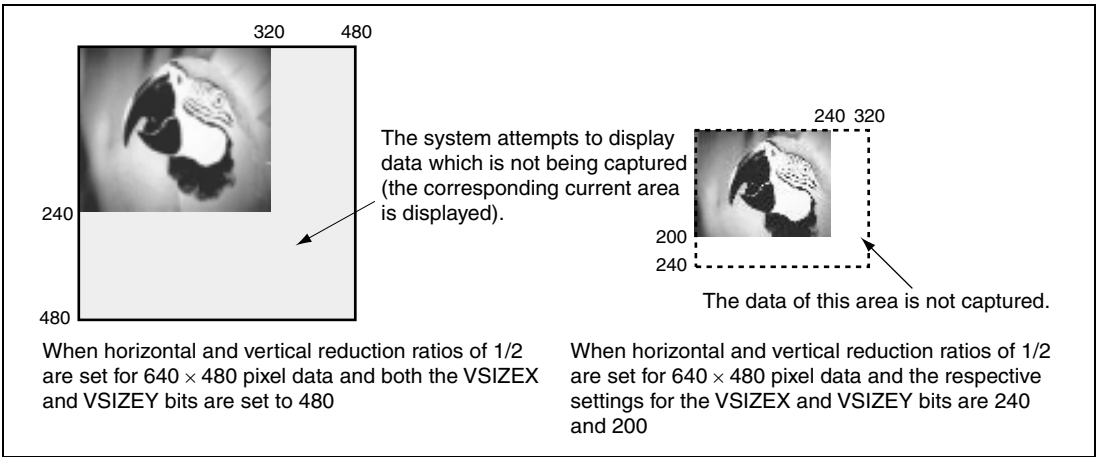 320 480
240
480
The system attempts to display
data which is not being captured
(the corresponding current area
is displayed).
When horizontal and vertical reduction ratios of 1/2
are set for 640 × 480 pixel data and both the VSIZEX
and VSIZEY bits are set to 480
240 320
200
240
The data of this area is not captured.
When horizontal and vertical reduction ratios of 1/2
are set for 640 × 480 pixel data and the respective
settings for the VSIZEX and VSIZEY bits are 240
and 200